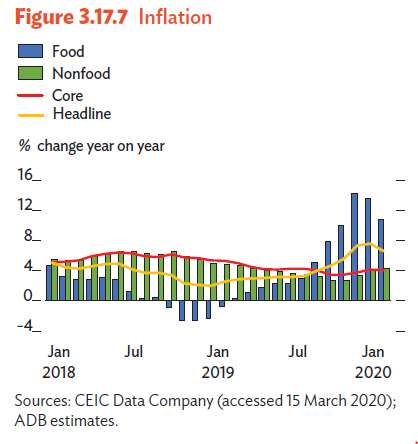 Figure 3.17.7 Inflation
Food
Nonfood
Core
Headline
% change year on year
16
12
8
4
0
–4
Jan Jul Jan Jul Jan
2018 2019 2020
Sources: CEIC Data Company (accessed 15 March 2020);
ADB estimates.